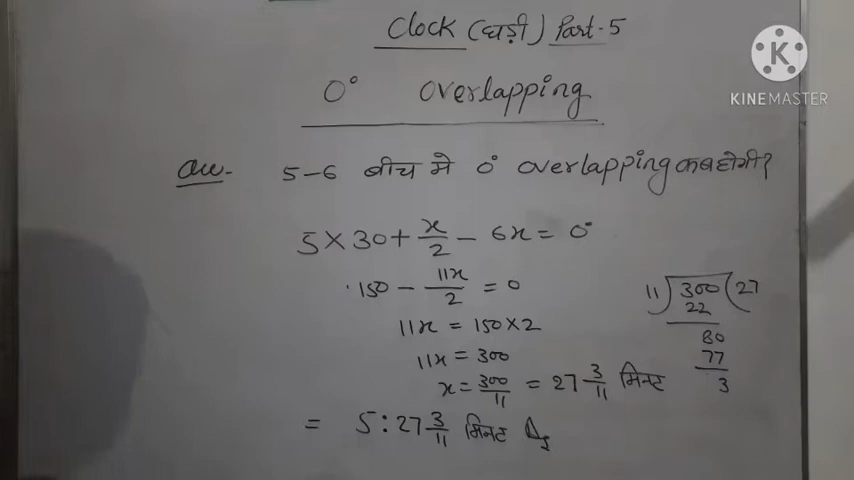 Clock (घड़ी) Part-5
KINEMASTER
0° overlapping
Que- 5-6 बीच मे 0° overlapping कब होगी?
5×30+x/2 - 6x = 0°
150 - 11x/2 = 0
11x = 150×2
11x = 300
x = 300/11 = 27 3/11 मिनट
= 5:27 3/11 मिनट As
11) 300 (27
22
80
77
3